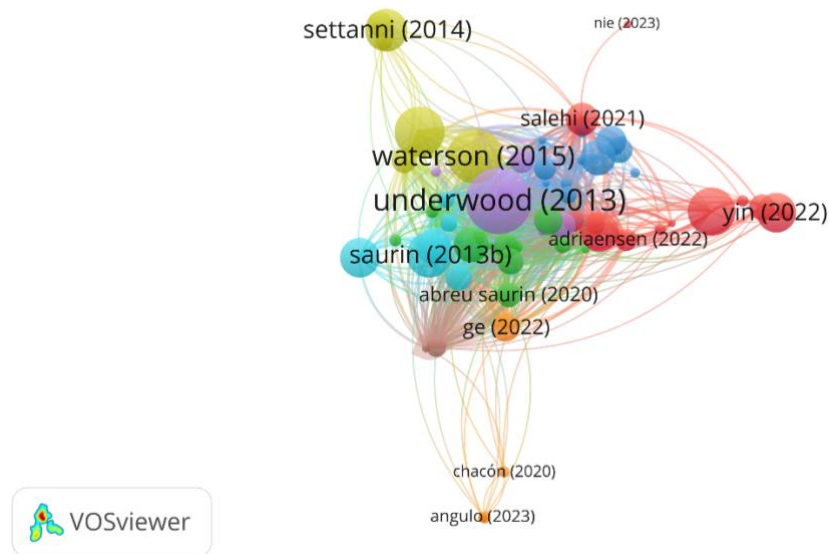 nie (2023)
settanni (2014)
salehi (2021)
waterson (2015)
underwood (2013)
yin (2022)
adriaensen (2022)
saurin (2013b)
abreu saurin (2020)
ge (2022)
chacón (2020)
angulo (2023)
VOSviewer